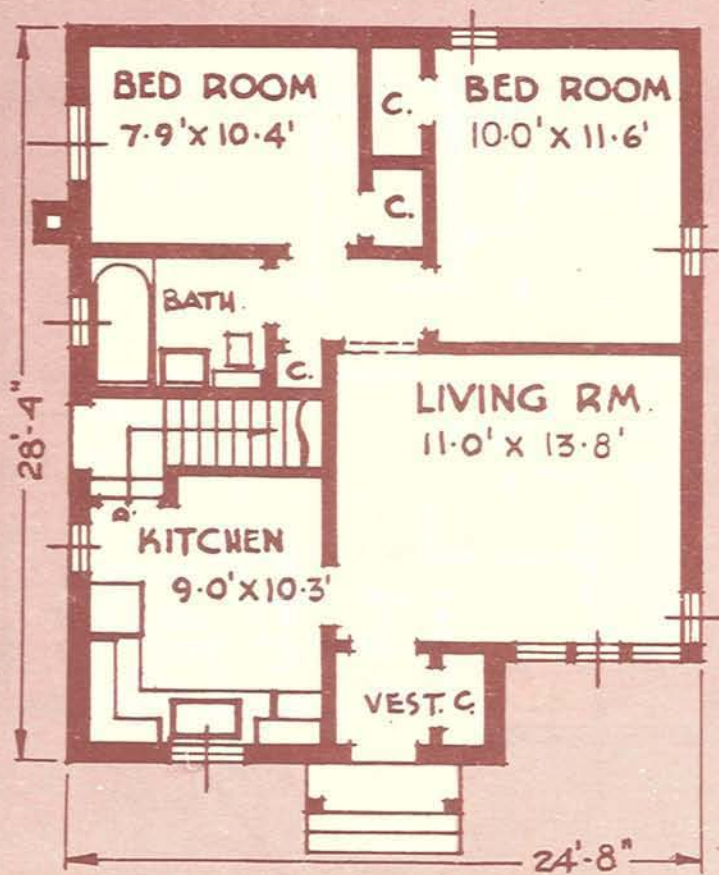 BED ROOM
7·9' X 10·4'
C.
BED ROOM
10·0' X 11·6'
C.
BATH.
C.
LIVING RM.
11·0' X 13·8'
28'-4"
D.
KITCHEN
9·0' X 10·3'
VEST. C.
24'-8"